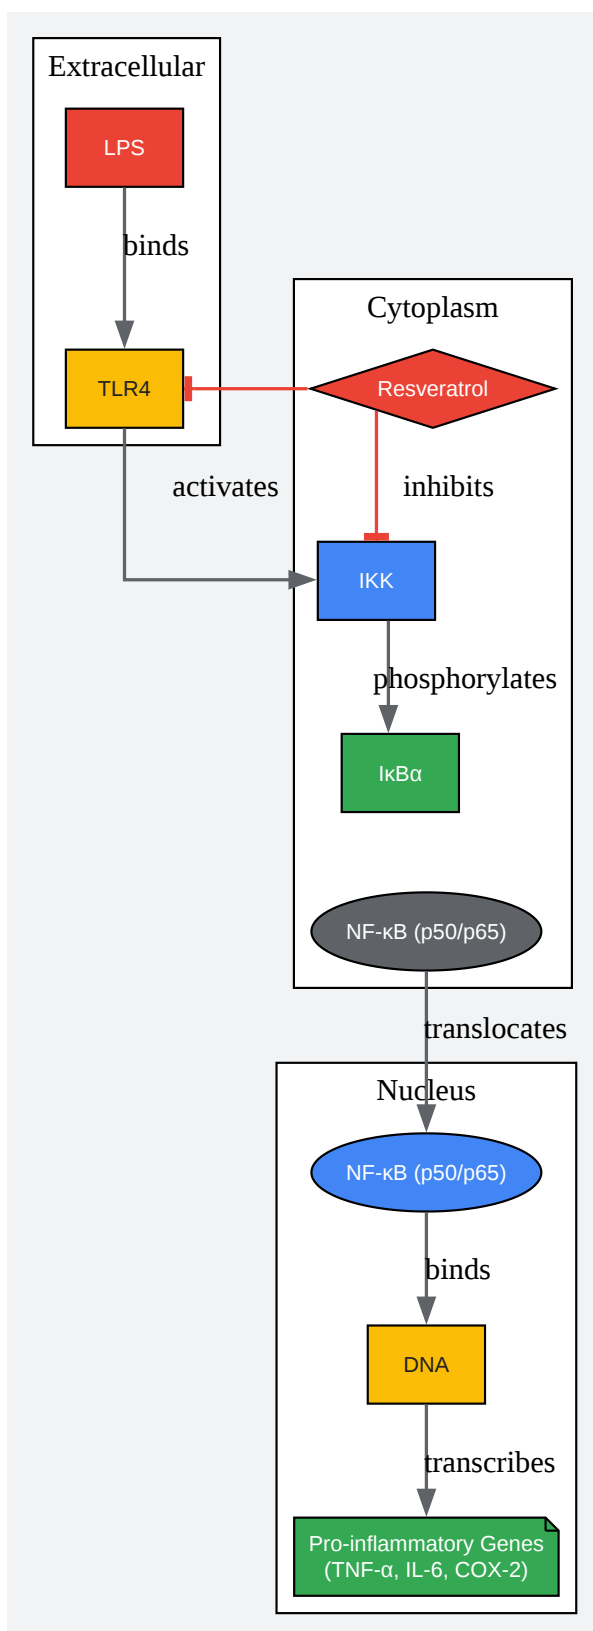 Extracellular
LPS
binds
Cytoplasm
TLR4
Resveratrol
activates
inhibits
IKK
phosphorylates
IκBα
NF-κB (p50/p65)
translocates
Nucleus
NF-κB (p50/p65)
binds
DNA
transcribes
Pro-inflammatory Genes
(TNF-α, IL-6, COX-2)